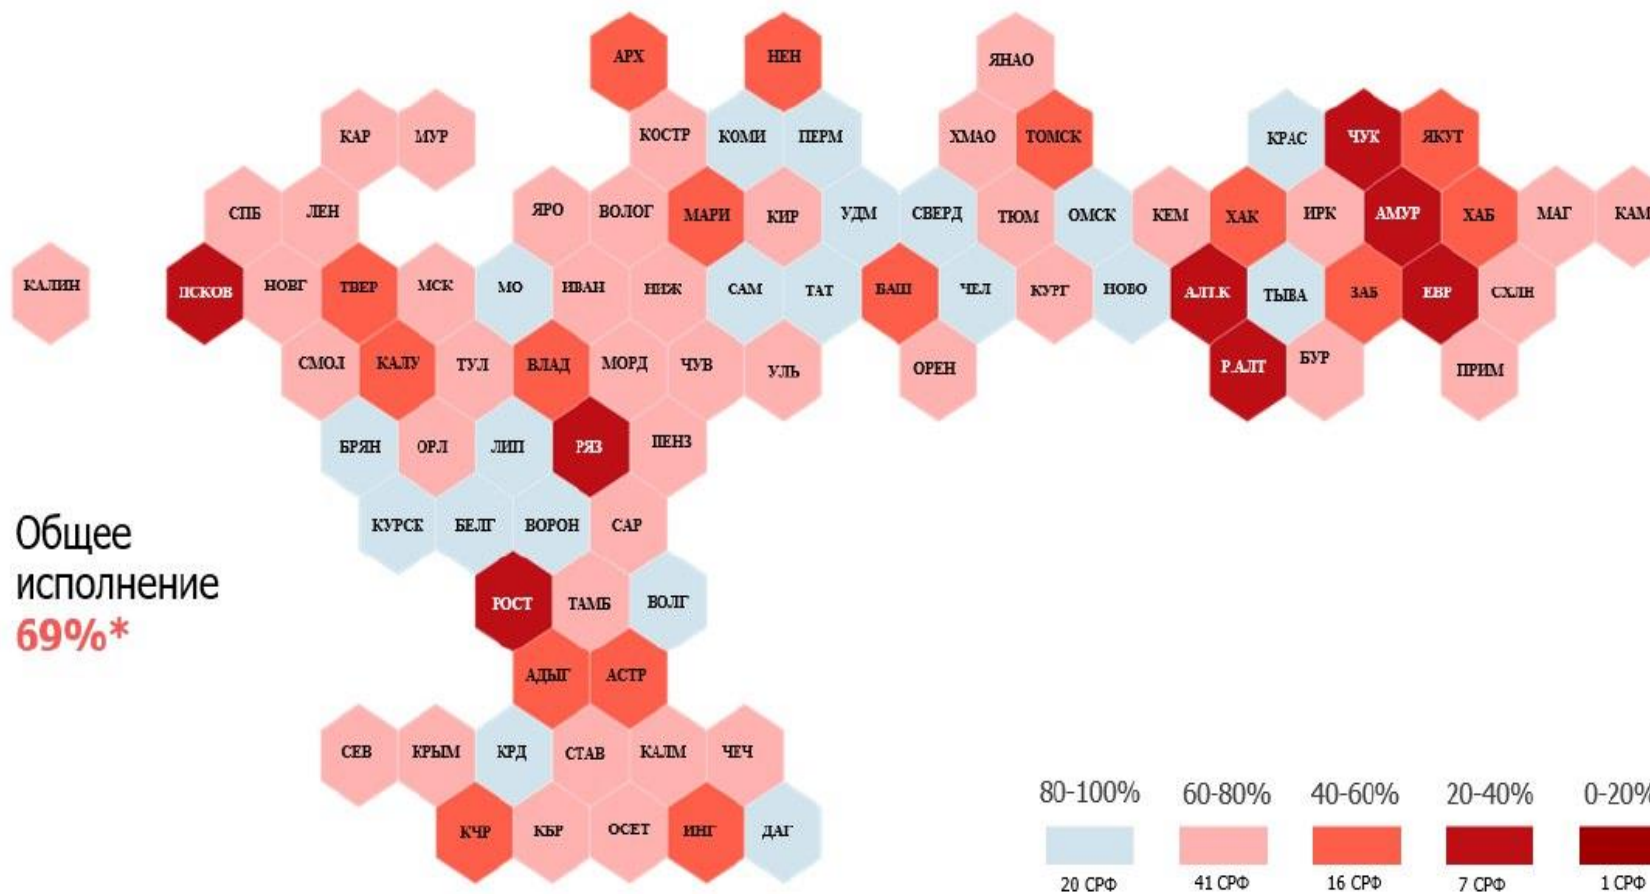 АРХ НЕН ЯНАО
КАР МУР КОСТР КОМИ ПЕРМ ХМАО ТОМСК КРАС ЧУК ЯКУТ
СПБ ЛЕН ЯРО ВОЛОГ МАРИ КИР УДМ СВЕРД ТЮМ ОМСК КЕМ ХАК ИРК АМУР ХАБ МАГ КАМ
КАЛИН ПСКОВ НОВГ ТВЕР МСК МО ИВАН НИЖ САМ ТАТ БАШ ЧЕЛ КУРГ НОВО АЛТ.К ТЫВА ЗАБ ЕВР СХЛН
СМОЛ КАЛУ ТУЛ ВЛАД МОРД ЧУВ УЛЬ ОРЕН Р.АЛТ БУР ПРИМ
БРЯН ОРЛ ЛИП РЯЗ ПЕНЗ
КУРСК БЕЛГ ВОРОН САР
Общее
исполнение
69%*
РОСТ ТАМБ ВОЛГ
АДЫГ АСТР
СЕВ КРЫМ КРД СТАВ КАЛМ ЧЕЧ
КЧР КБР ОСЕТ ИНГ ДАГ
80-100% 60-80% 40-60% 20-40% 0-20%
20 СРФ 41 СРФ 16 СРФ 7 СРФ 1 СРФ